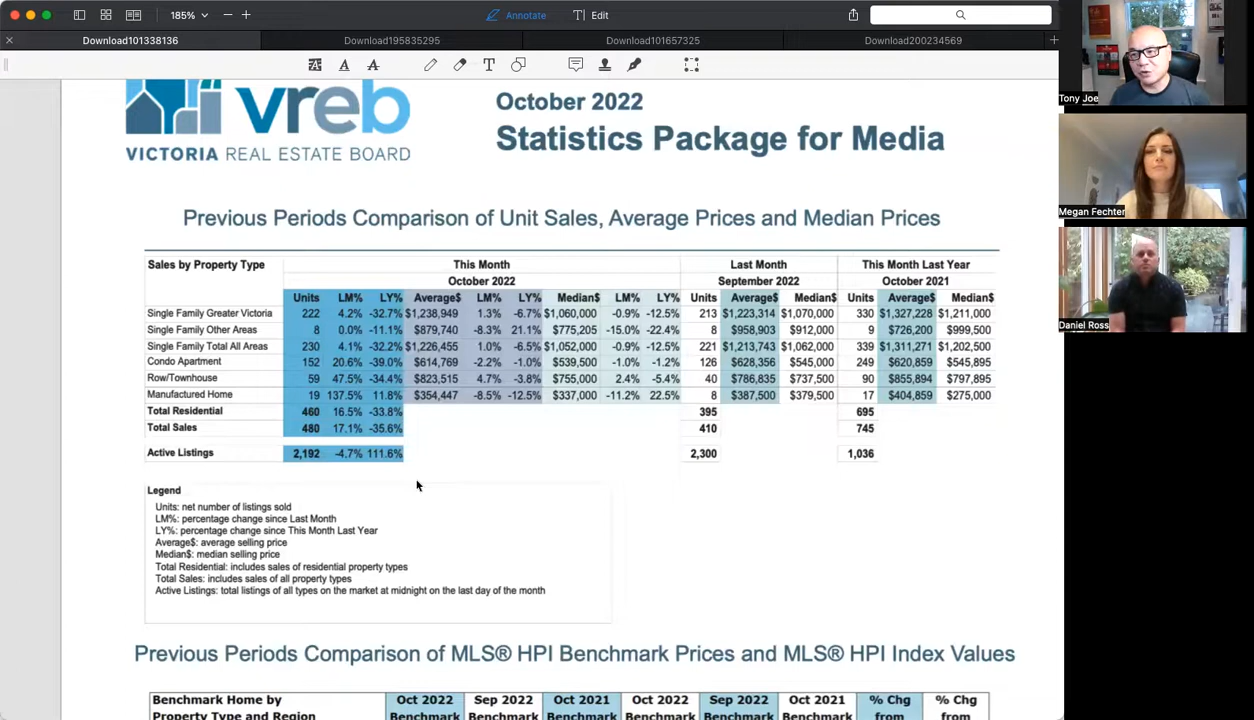 185%
Annotate
Edit
Download101338136
Download195835295
Download101657325
Download200234569
Tony Joe
Megan Fechter
Daniel Ross
vreb
VICTORIA REAL ESTATE BOARD
October 2022
Statistics Package for Media
Previous Periods Comparison of Unit Sales, Average Prices and Median Prices
Sales by Property Type This Month Last Month This Month Last Year
October 2022 September 2022 October 2021
Units LM% LY% Average$ LM% LY% Median$ LM% LY% Units Average$ Median$ Units Average$ Median$
Single Family Greater Victoria 222 4.2% -32.7% $1,238,949 1.3% -6.7% $1,060,000 -0.9% -12.5% 213 $1,223,314 $1,070,000 330 $1,327,228 $1,211,000
Single Family Other Areas 8 0.0% -11.1% $879,740 -8.3% 21.1% $775,205 -15.0% -22.4% 8 $958,903 $912,000 9 $726,200 $999,500
Single Family Total All Areas 230 4.1% -32.2% $1,226,455 1.0% -6.5% $1,052,000 -0.9% -12.5% 221 $1,213,743 $1,062,000 339 $1,311,271 $1,202,500
Condo Apartment 152 20.6% -39.0% $614,769 -2.2% -1.0% $539,500 -1.0% -1.2% 126 $628,356 $545,000 249 $620,859 $545,895
Row/Townhouse 59 47.5% -34.4% $823,515 4.7% -3.8% $755,000 2.4% -5.4% 40 $786,835 $737,500 90 $855,894 $797,895
Manufactured Home 19 137.5% 11.8% $354,447 -8.5% -12.5% $337,000 -11.2% 22.5% 8 $387,500 $379,500 17 $404,859 $275,000
Total Residential 460 16.5% -33.8% 395 695
Total Sales 480 17.1% -35.6% 410 745
Active Listings 2,192 -4.7% 111.6% 2,300 1,036
Legend
Units: net number of listings sold
LM%: percentage change since Last Month
LY%: percentage change since This Month Last Year
Average$: average selling price
Median$: median selling price
Total Residential: includes sales of residential property types
Total Sales: includes sales of all property types
Active Listings: total listings of all types on the market at midnight on the last day of the month
Previous Periods Comparison of MLS® HPI Benchmark Prices and MLS® HPI Index Values
Benchmark Home by Oct 2022 Sep 2022 Oct 2021 Oct 2022 Sep 2022 Oct 2021 % Chg % Chg
Property Type and Region Benchmark Benchmark Benchmark Benchmark Benchmark Benchmark from from